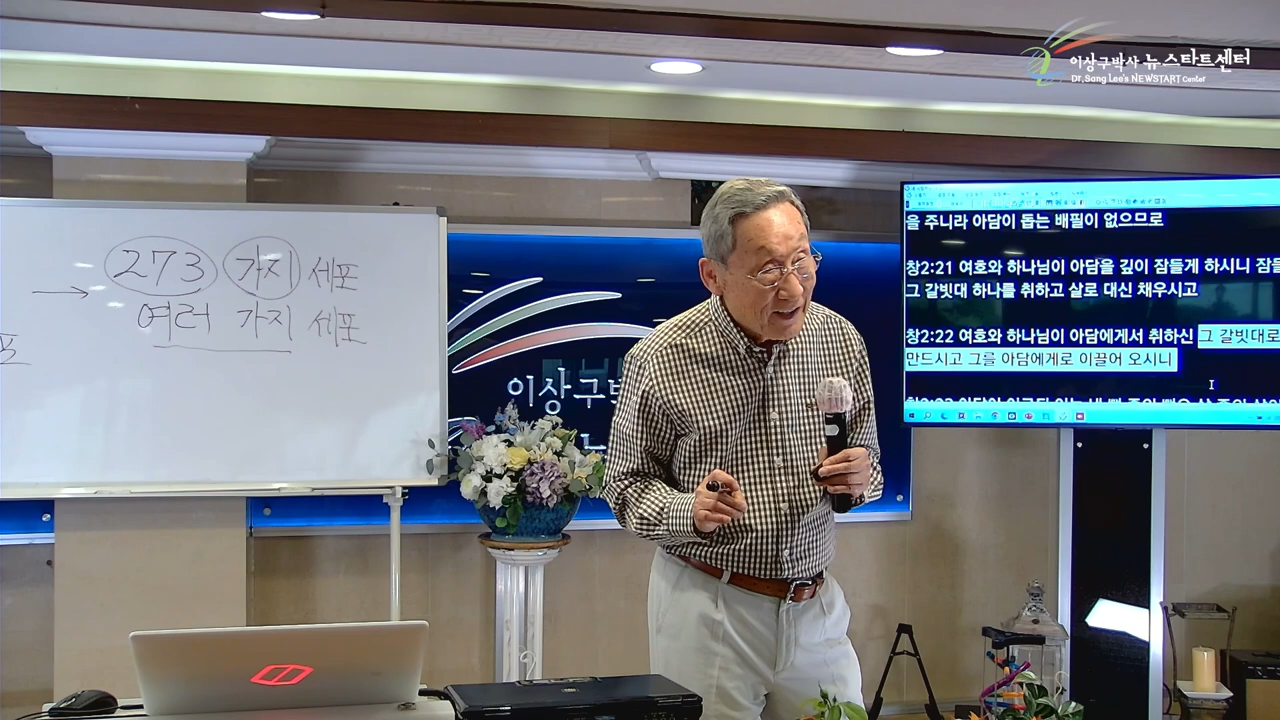 이상구박사 뉴스타트센터
Dr. Sang Lee's NEWSTART Center
273 가지 세포
여러 가지 세포
포
이상구
을 주니라 아담이 돕는 배필이 없으므로
창2:21 여호와 하나님이 아담을 깊이 잠들게 하시니
그 갈빗대 하나를 취하고 살로 대신 채우시고
창2:22 여호와 하나님이 아담에게서 취하신 그 갈빗대로
만드시고 그를 아담에게로 이끌어 오시니